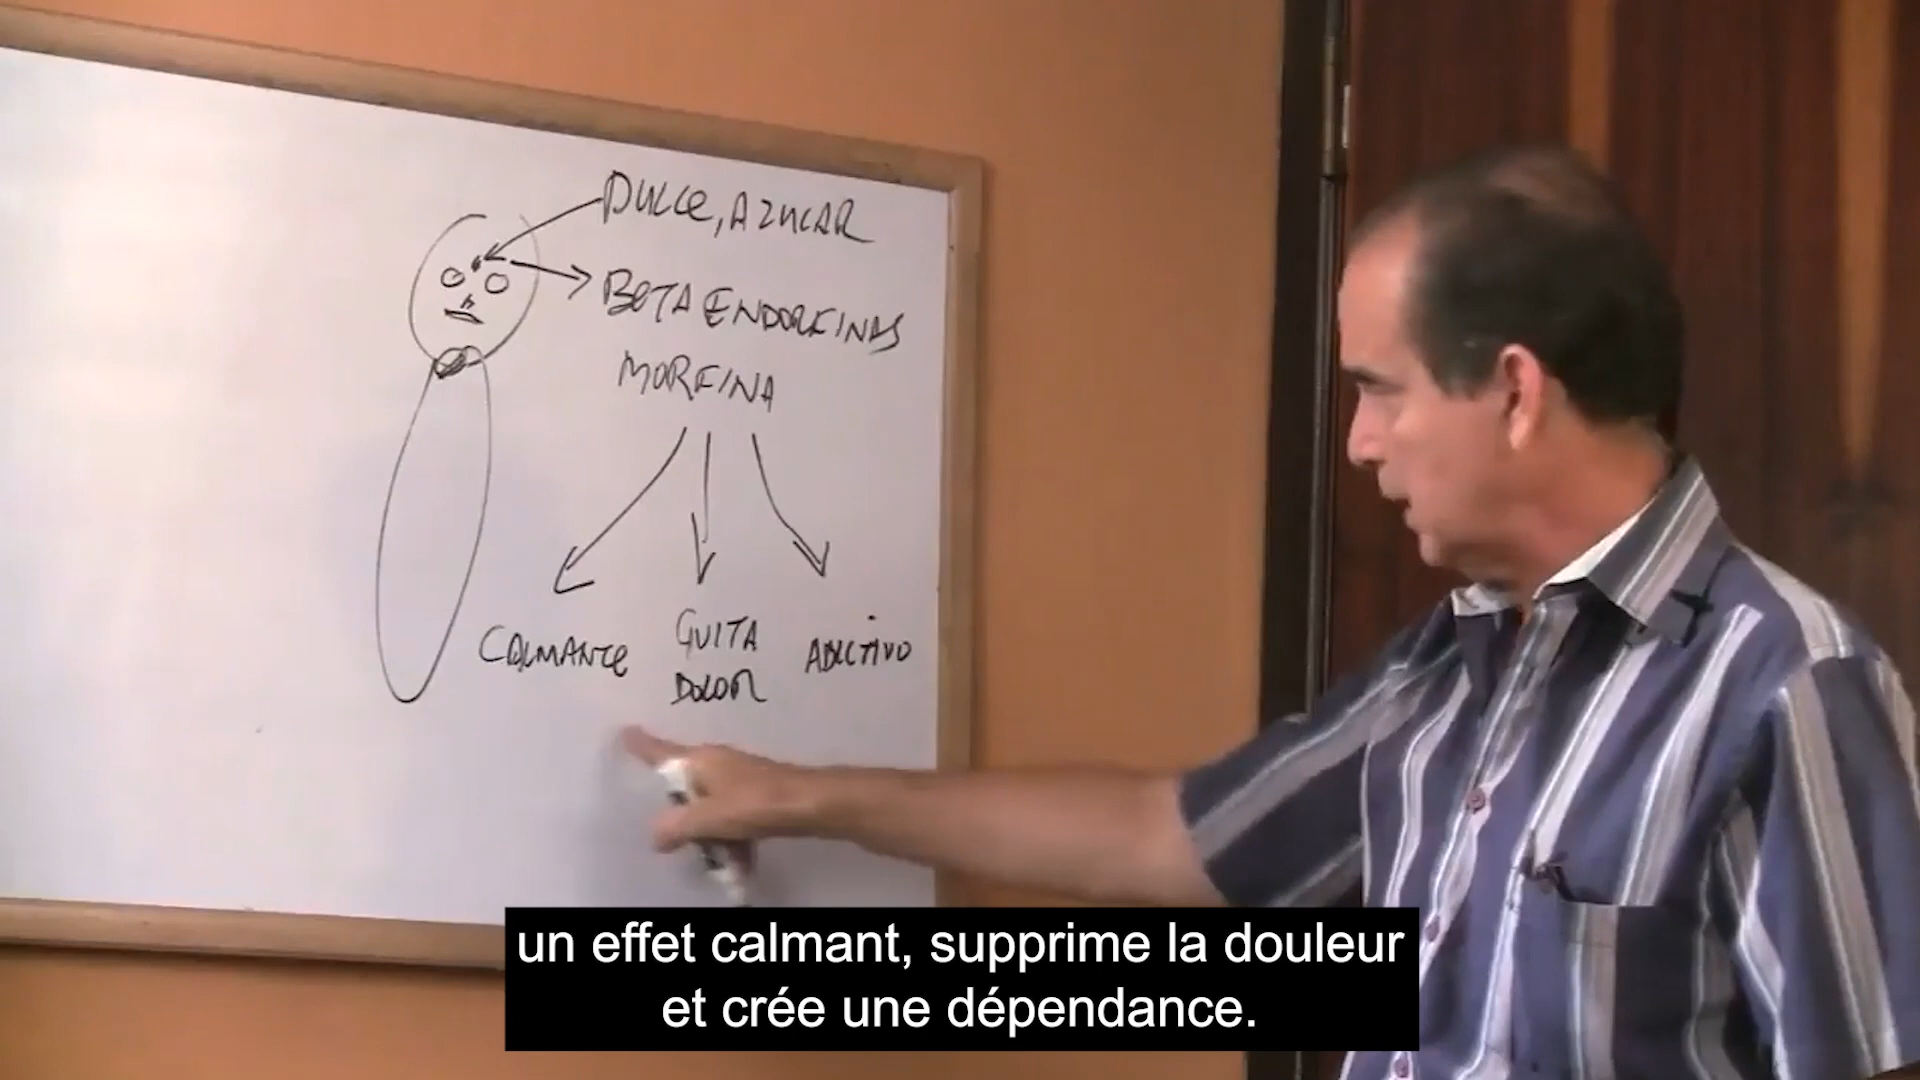 DULCE, AZUCAR
BETA ENDORFINAS
MORFINA
CALMANTE
QUITA
DOLOR
ADICTIVO
un effet calmant, supprime la douleur
et crée une dépendance.